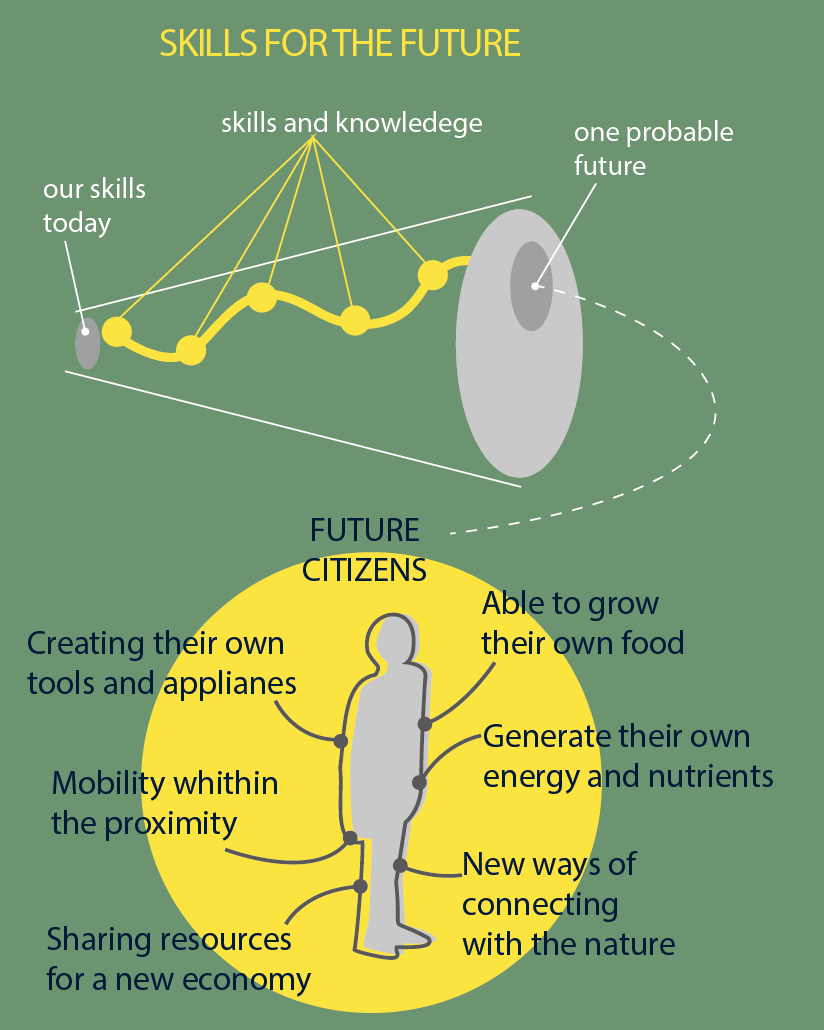 SKILLS FOR THE FUTURE
skills and knowledege
one probable
future
our skills
today
FUTURE
CITIZENS
Able to grow
their own food
Creating their own
tools and applianes
Generate their own
energy and nutrients
Mobility whithin
the proximity
New ways of
connecting
with the nature
Sharing resources
for a new economy